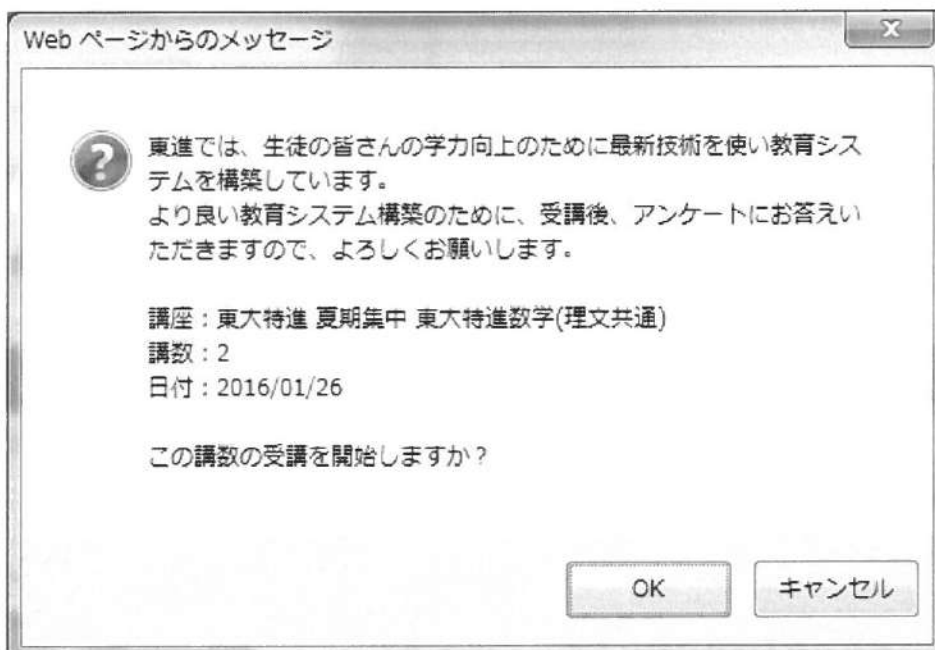 Web ページからのメッセージ
東進では、生徒の皆さんの学力向上のために最新技術を使い教育シス
テムを構築しています。
より良い教育システム構築のために、受講後、アンケートにお答えい
ただきますので、よろしくお願いします。
講座：東大特進 夏期集中 東大特進数学(理文共通)
講数：2
日付：2016/01/26
この講数の受講を開始しますか？
OK
キャンセル